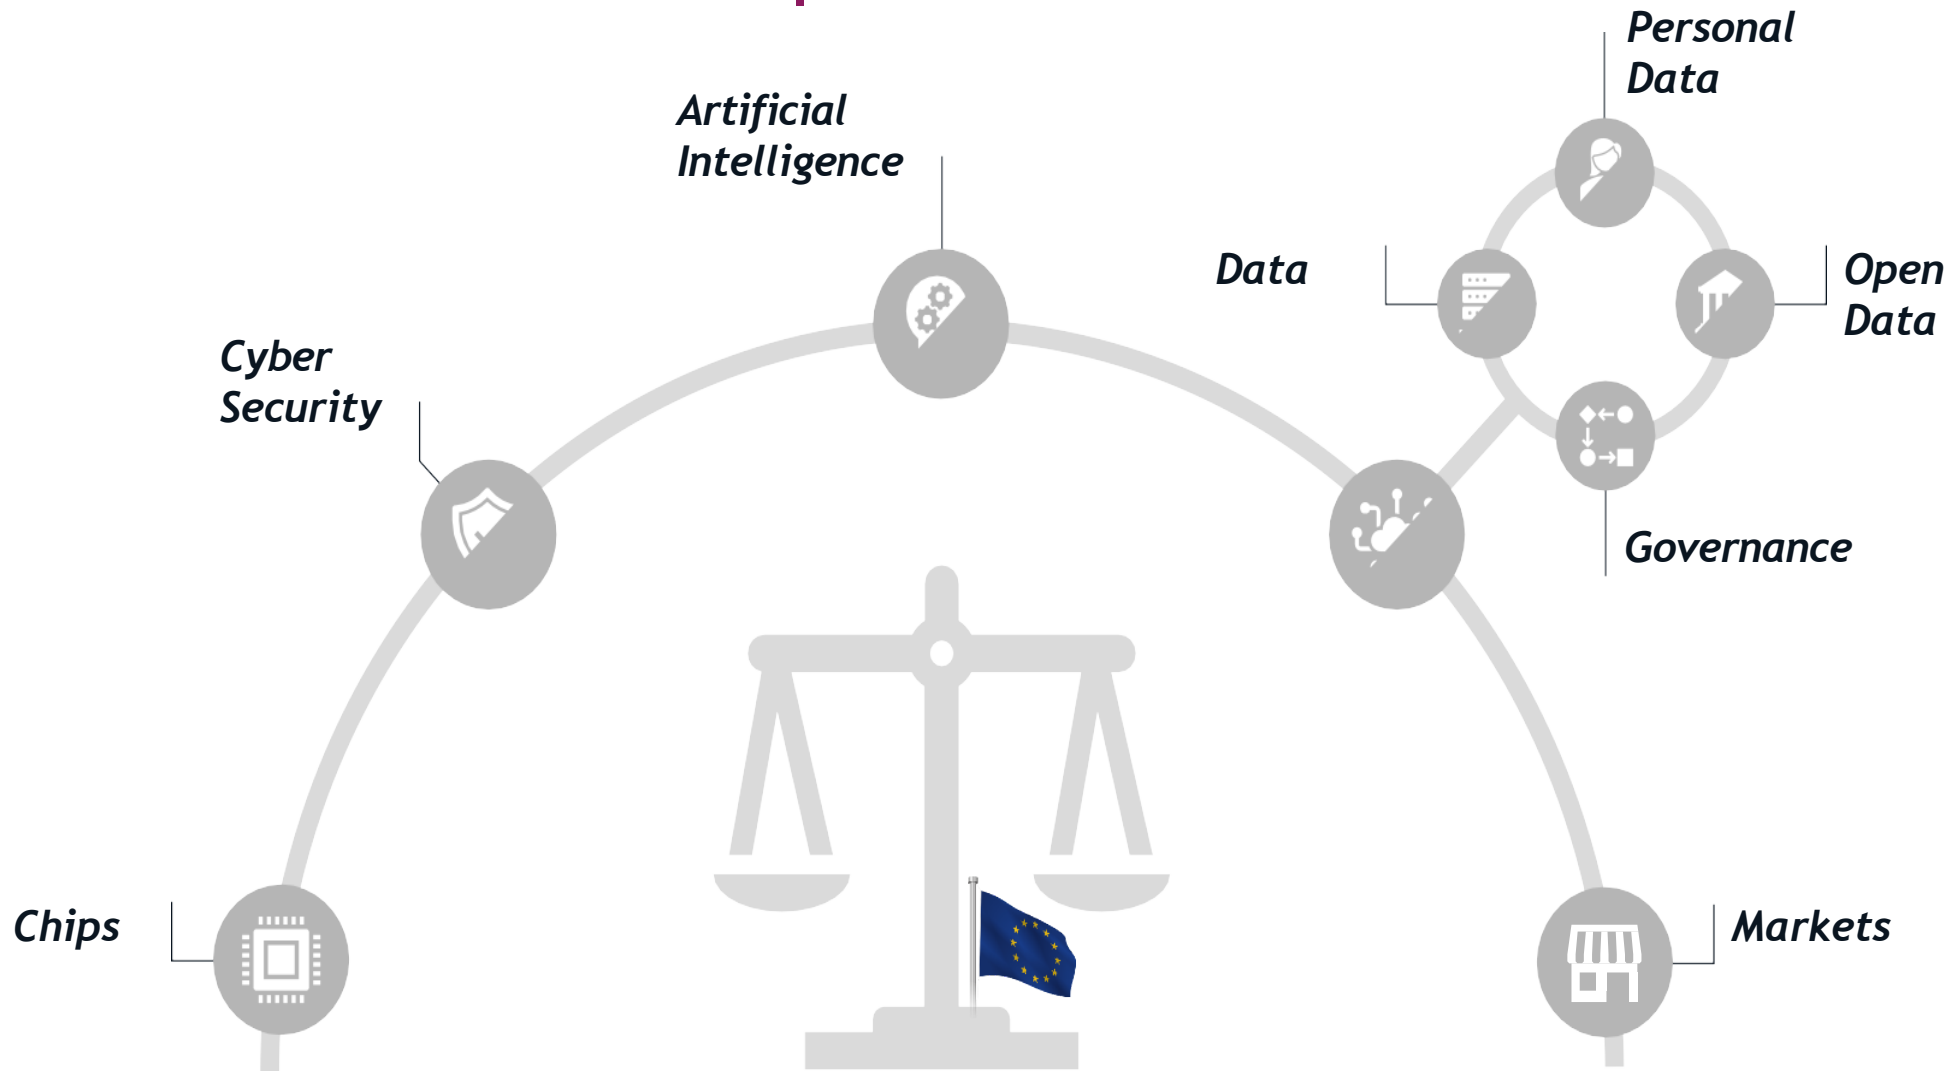 Personal
Data
Artificial
Intelligence
Data
Open
Data
Cyber
Security
Governance
Chips
Markets